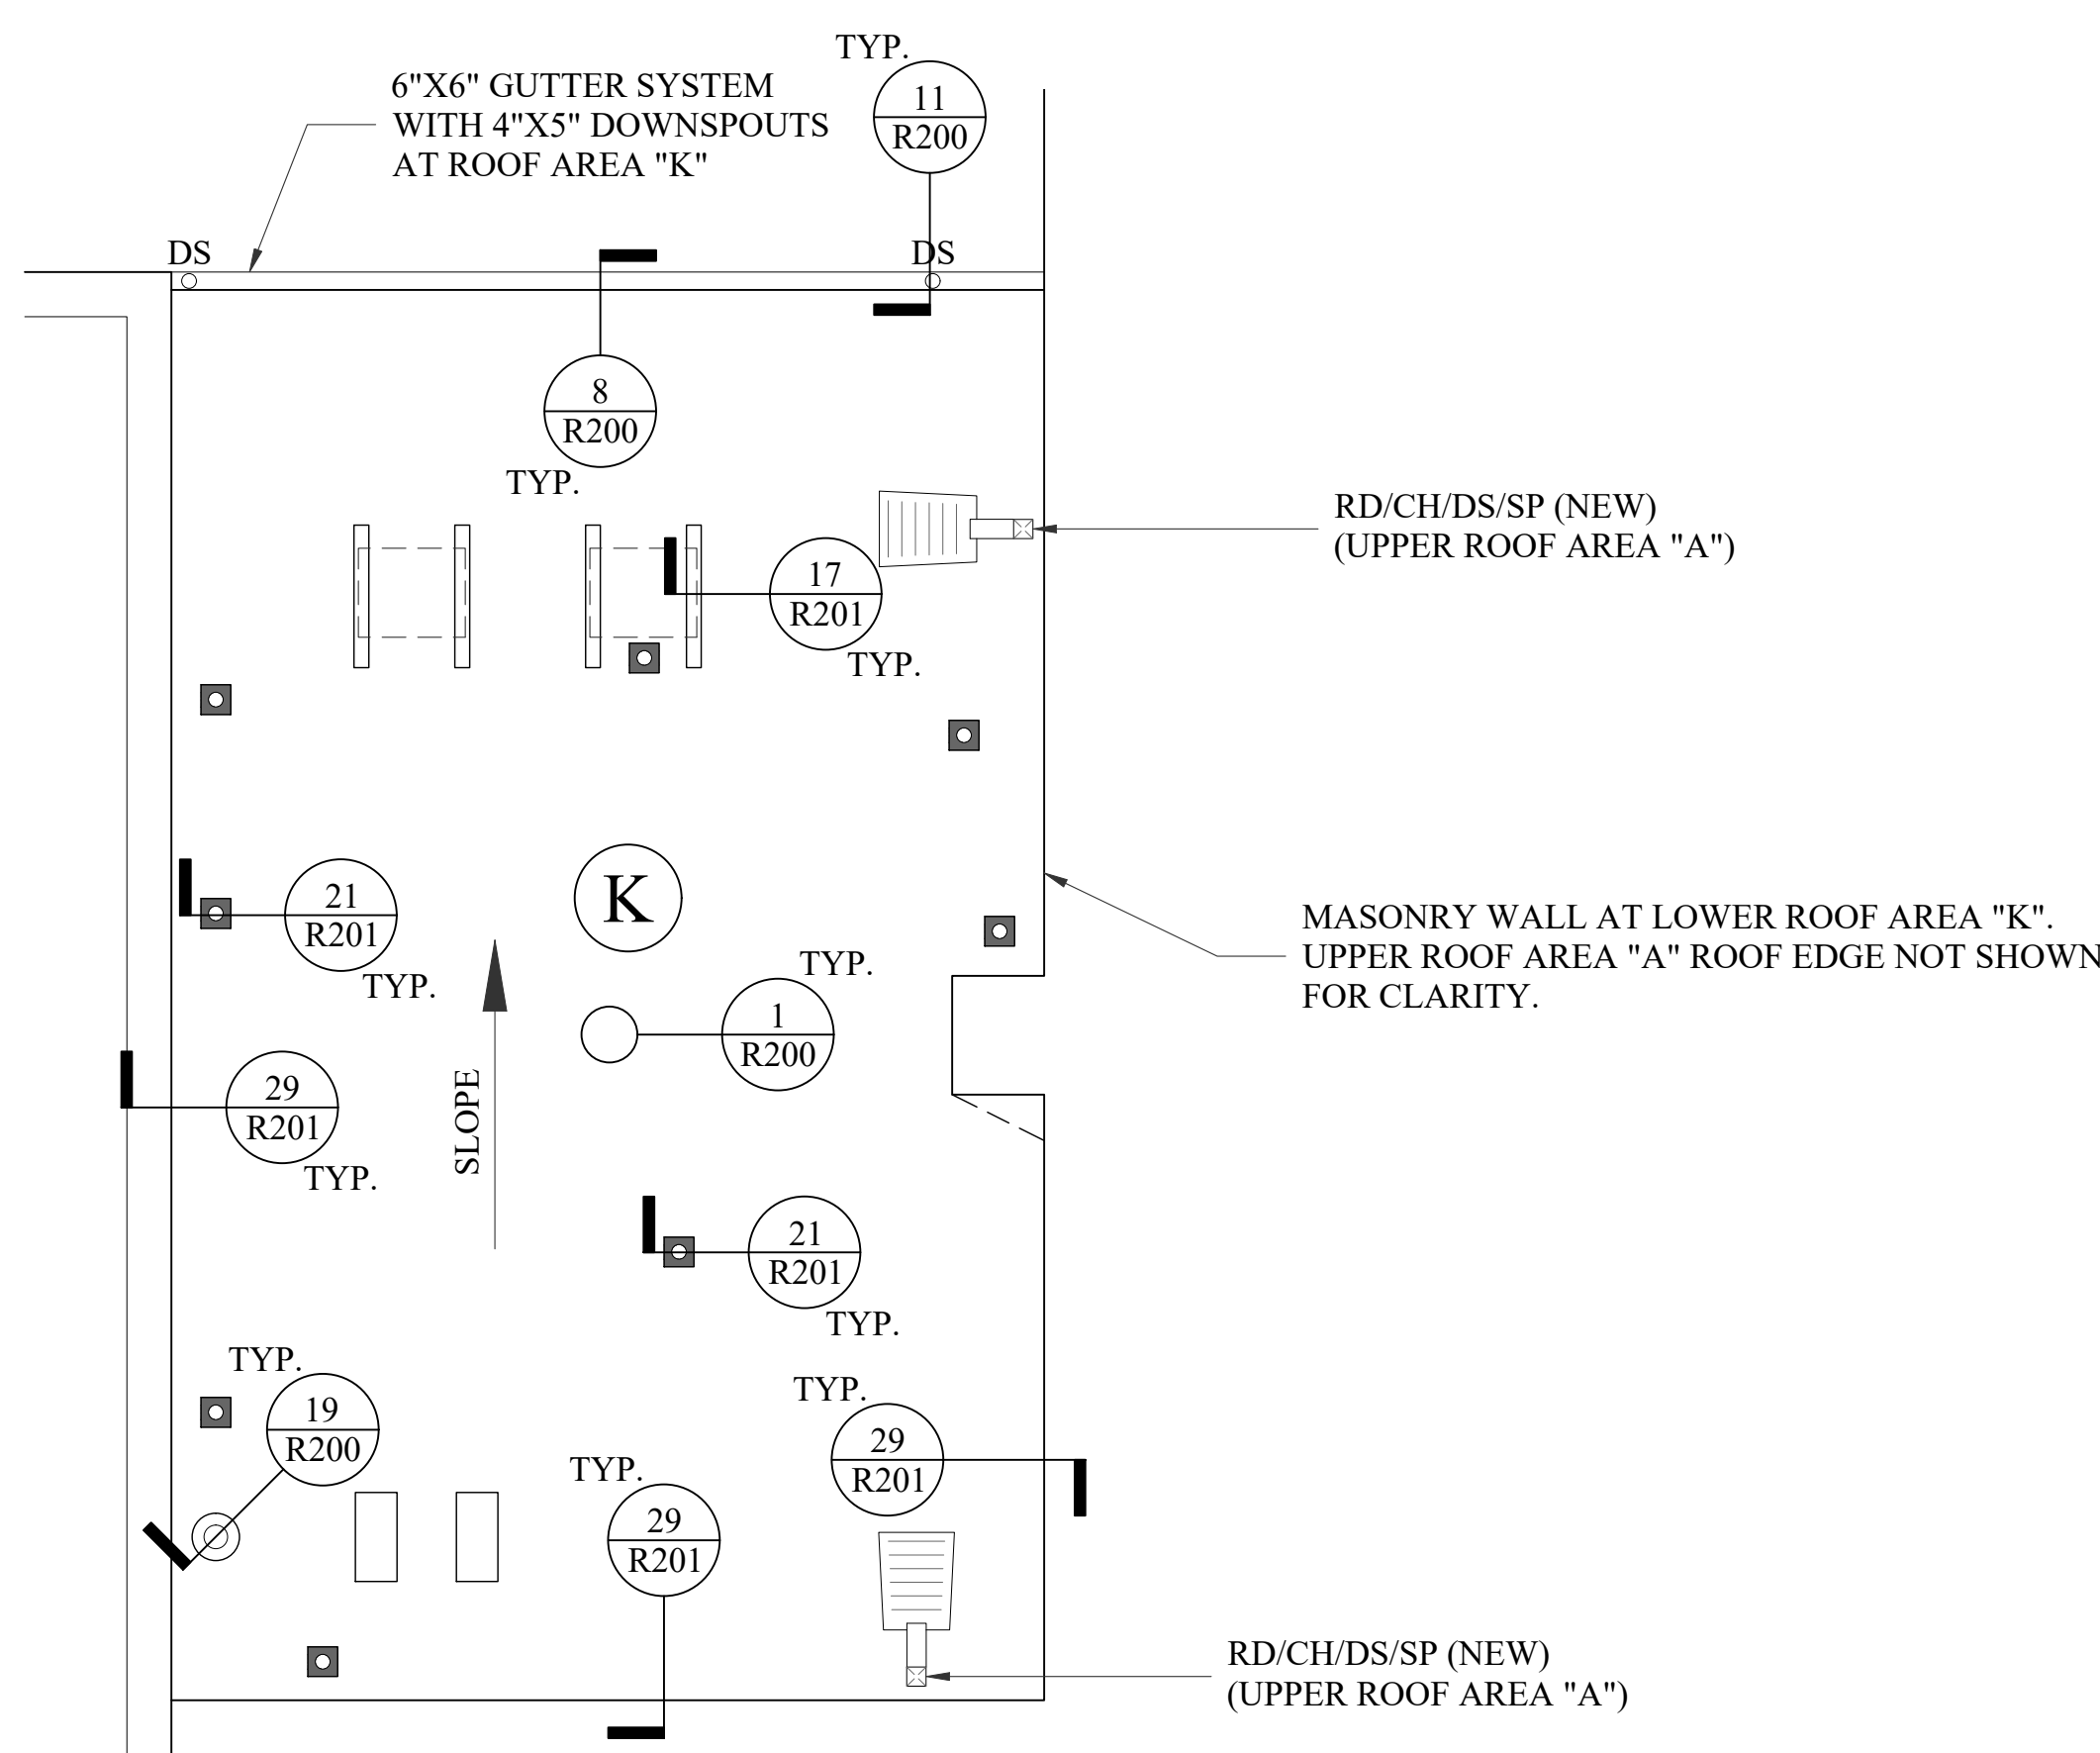 TYP.
11
R200
6"X6" GUTTER SYSTEM
WITH 4"X5" DOWNSPOUTS
AT ROOF AREA "K"
DS
DS
8
R200
TYP.
RD/CH/DS/SP (NEW)
(UPPER ROOF AREA "A")
17
R201
TYP.
21
R201
TYP.
K
MASONRY WALL AT LOWER ROOF AREA "K".
UPPER ROOF AREA "A" ROOF EDGE NOT SHOWN
FOR CLARITY.
TYP.
1
R200
29
R201
TYP.
SLOPE
21
R201
TYP.
TYP.
19
R200
TYP.
29
R201
TYP.
29
R201
RD/CH/DS/SP (NEW)
(UPPER ROOF AREA "A")